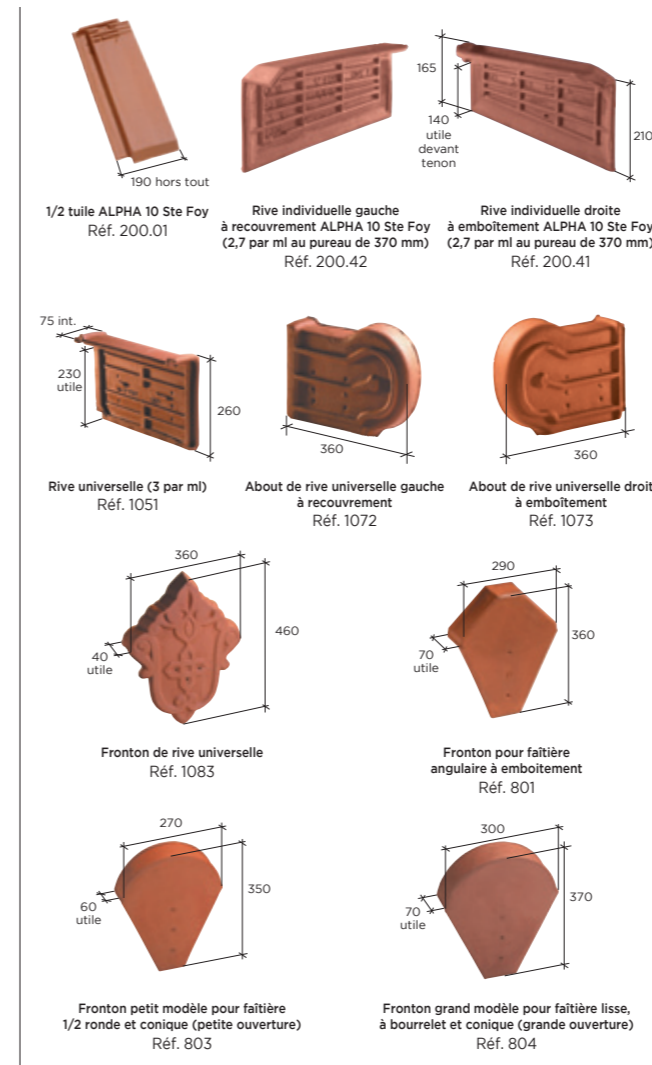 165
140
utile
devant
tenon
210
190 hors tout
1/2 tuile ALPHA 10 Ste Foy
Réf. 200.01
Rive individuelle gauche
à recouvrement ALPHA 10 Ste Foy
(2,7 par ml au pureau de 370 mm)
Réf. 200.42
Rive individuelle droite
à emboîtement ALPHA 10 Ste Foy
(2,7 par ml au pureau de 370 mm)
Réf. 200.41
75 int.
230
utile
260
360
360
Rive universelle (3 par ml)
Réf. 1051
About de rive universelle gauche
à recouvrement
Réf. 1072
About de rive universelle droit
à emboîtement
Réf. 1073
360
460
40
utile
290
360
70
utile
Fronton de rive universelle
Réf. 1083
Fronton pour faîtière
angulaire à emboitement
Réf. 801
270
350
60
utile
300
370
70
utile
Fronton petit modèle pour faîtière
1/2 ronde et conique (petite ouverture)
Réf. 803
Fronton grand modèle pour faîtière lisse,
à bourrelet et conique (grande ouverture)
Réf. 804